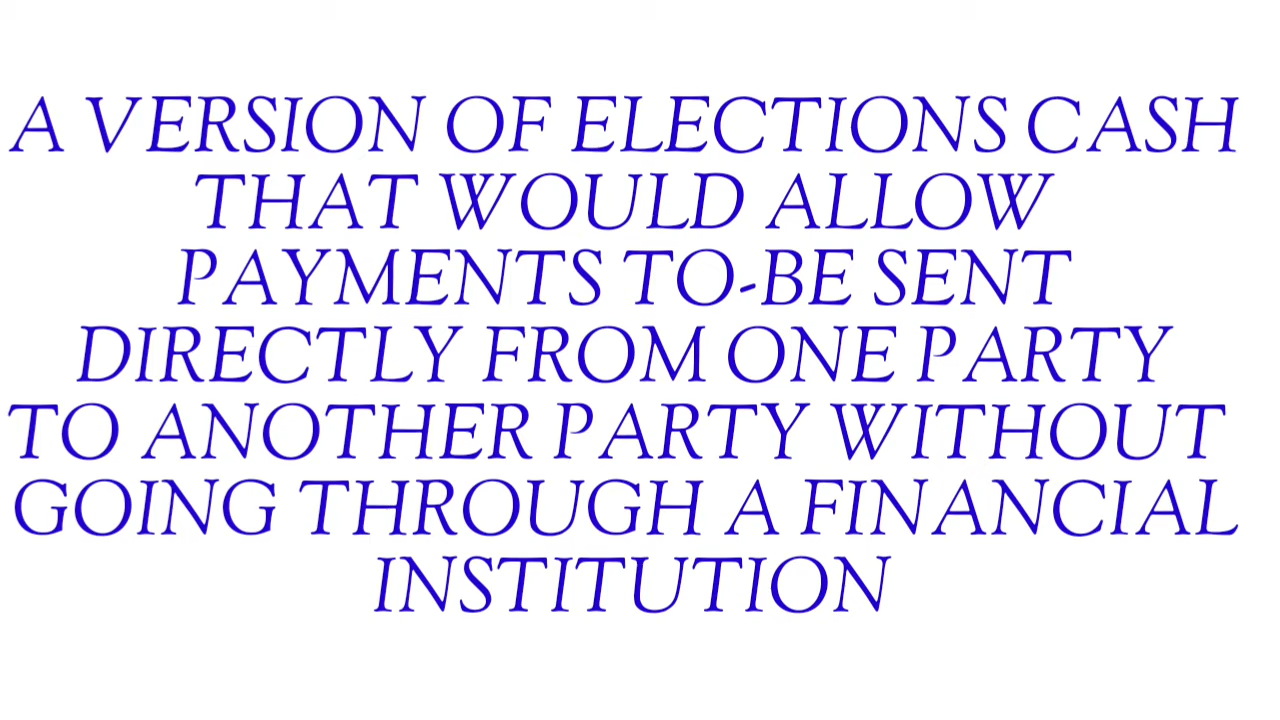 A VERSION OF ELECTIONS CASH
THAT WOULD ALLOW
PAYMENTS TO-BE SENT
DIRECTLY FROM ONE PARTY
TO ANOTHER PARTY WITHOUT
GOING THROUGH A FINANCIAL
INSTITUTION